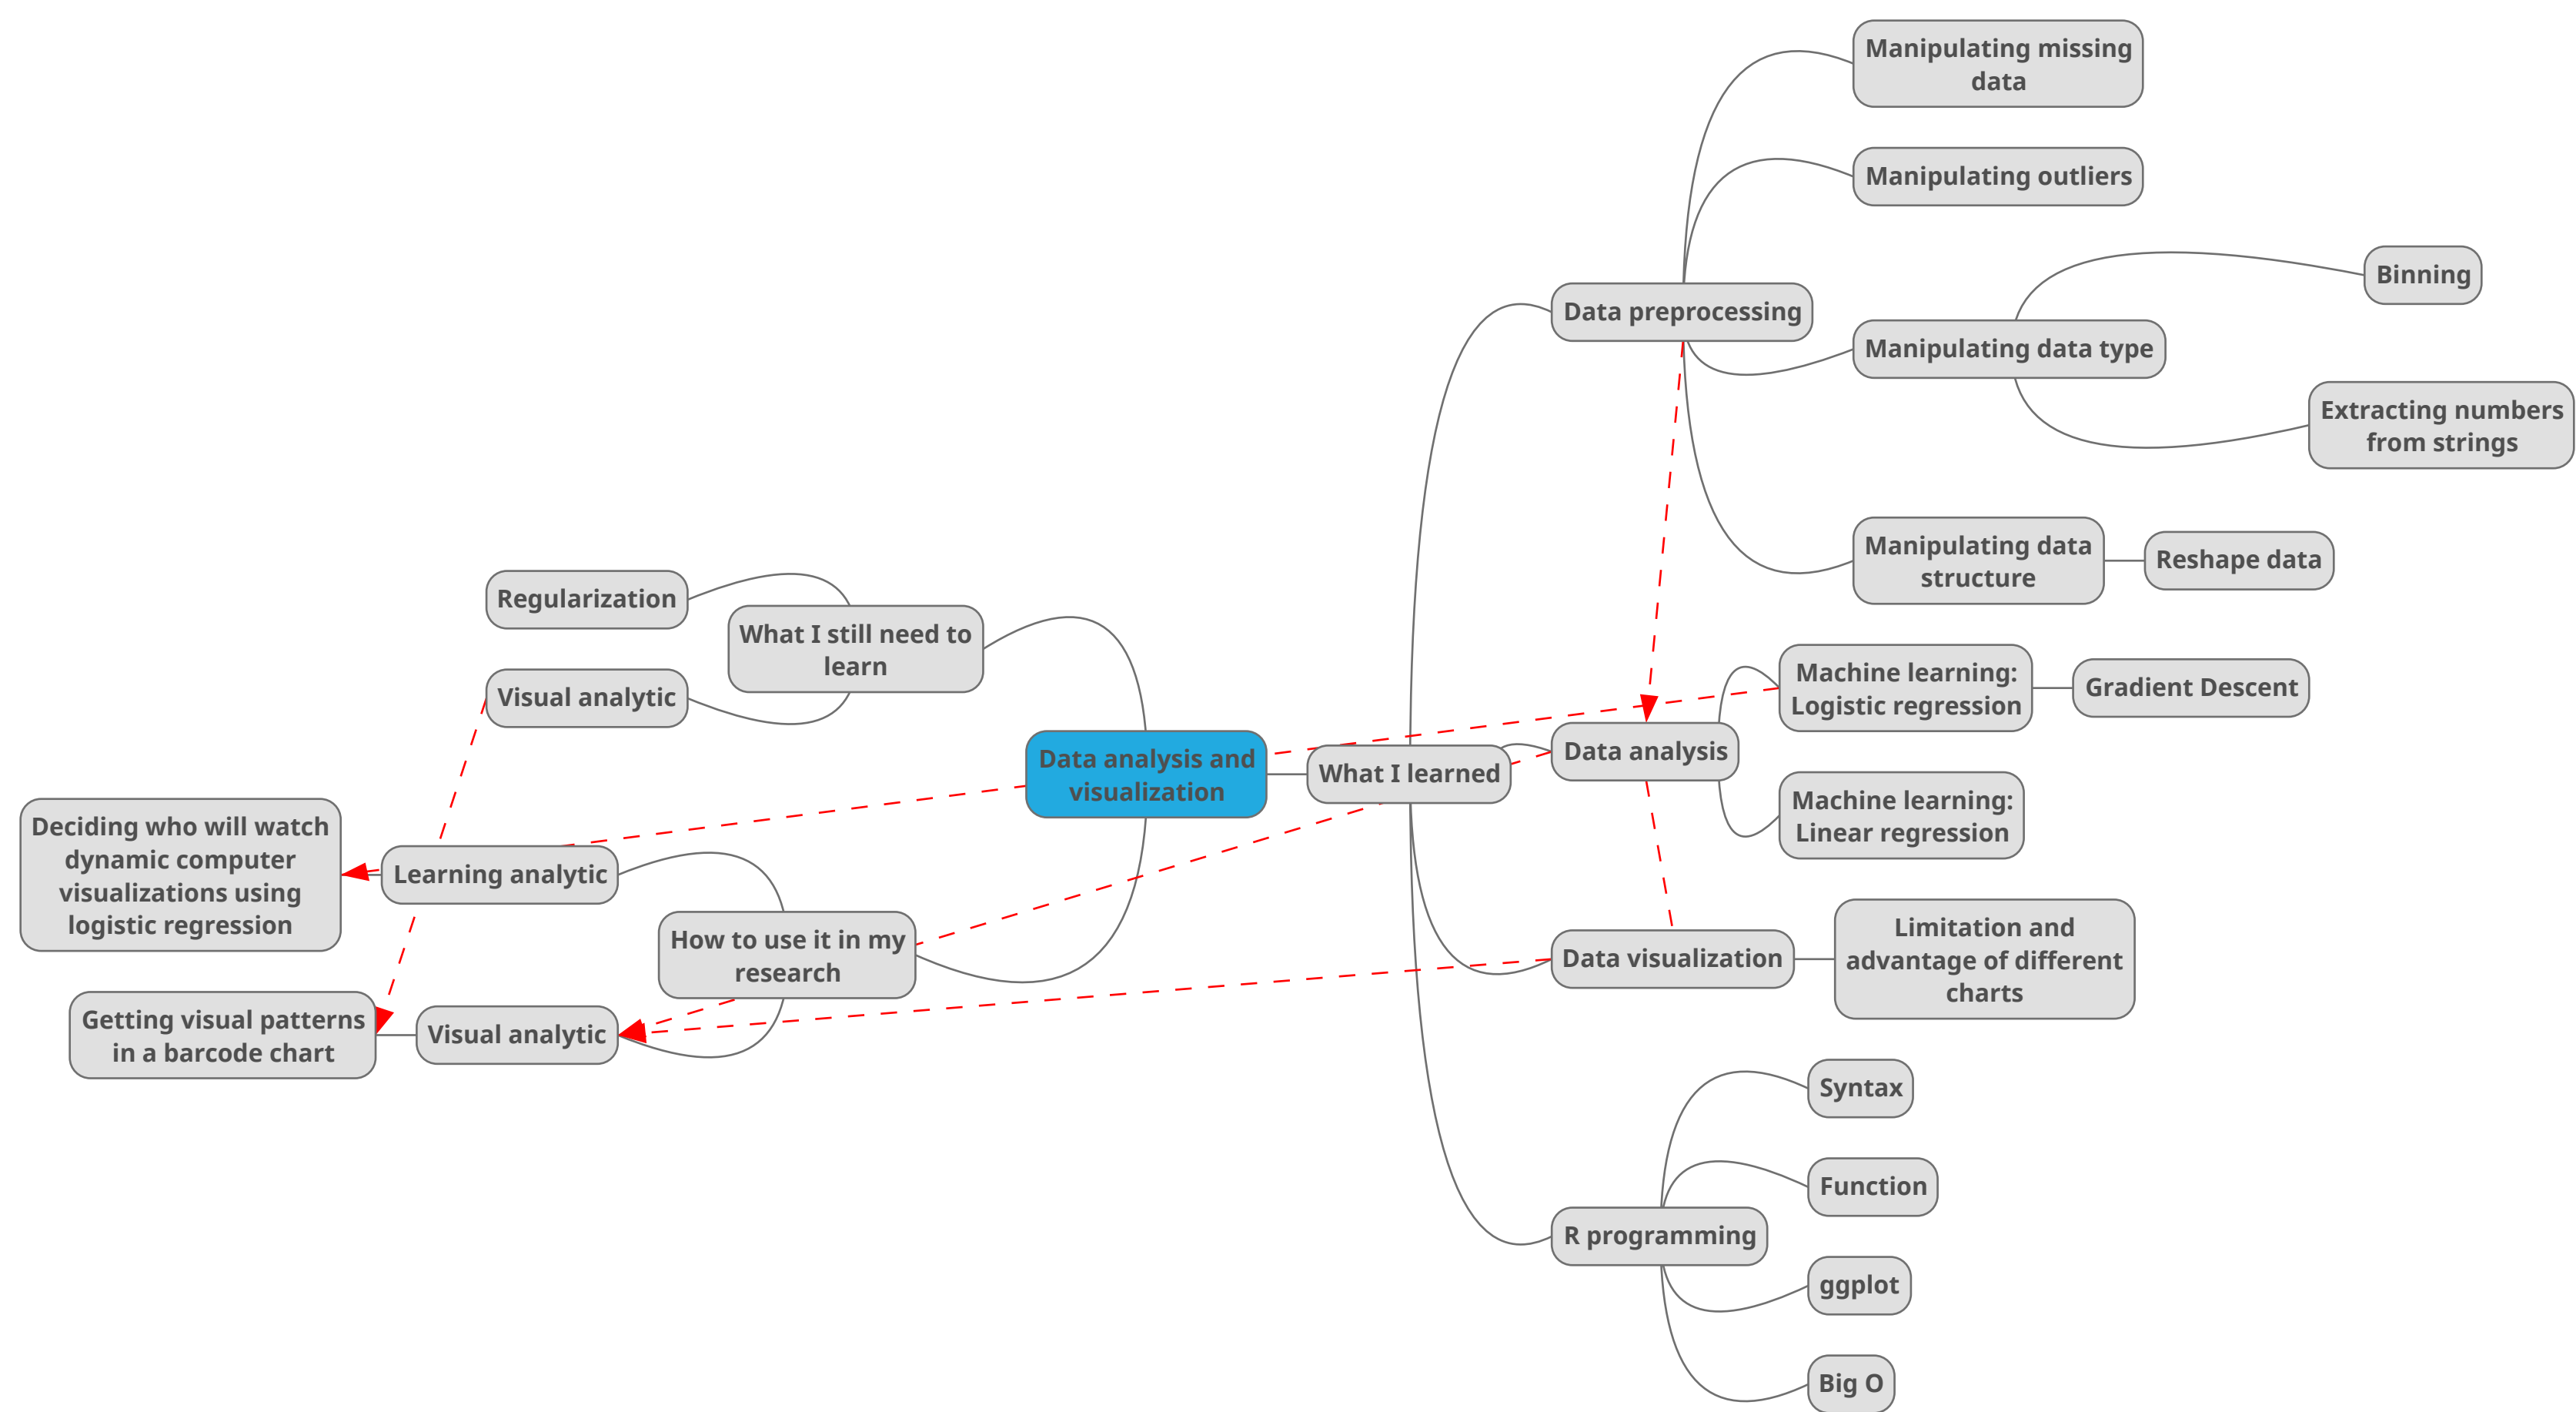 Manipulating missing
data
Manipulating outliers
Binning
Data preprocessing
Manipulating data type
Extracting numbers
from strings
Manipulating data
structure
Reshape data
Regularization
What I still need to
learn
Visual analytic
Machine learning:
Logistic regression
Gradient Descent
Data analysis and
visualization
What I learned
Data analysis
Machine learning:
Linear regression
Deciding who will watch
dynamic computer
visualizations using
logistic regression
Learning analytic
How to use it in my
research
Data visualization
Limitation and
advantage of different
charts
Getting visual patterns
in a barcode chart
Visual analytic
Syntax
Function
R programming
ggplot
Big O